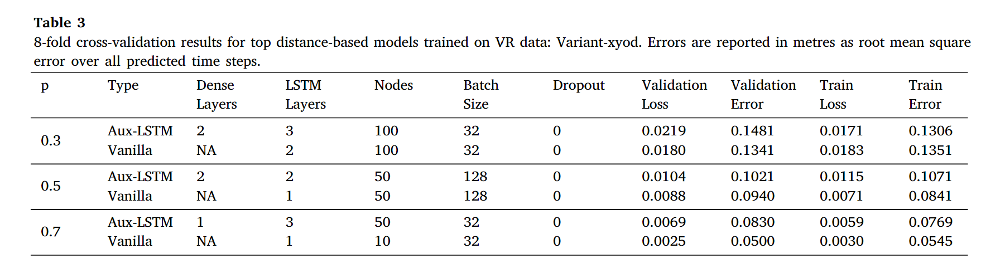 Table 3
8-fold cross-validation results for top distance-based models trained on VR data: Variant-xyod. Errors are reported in metres as root mean square
error over all predicted time steps.
p Type Dense Layers LSTM Layers Nodes Batch Size Dropout Validation Loss Validation Error Train Loss Train Error
0.3 Aux-LSTM 2 3 100 32 0 0.0219 0.1481 0.0171 0.1306
Vanilla NA 2 100 32 0 0.0180 0.1341 0.0183 0.1351
0.5 Aux-LSTM 2 2 50 128 0 0.0104 0.1021 0.0115 0.1071
Vanilla NA 1 50 128 0 0.0088 0.0940 0.0071 0.0841
0.7 Aux-LSTM 1 3 50 32 0 0.0069 0.0830 0.0059 0.0769
Vanilla NA 1 10 32 0 0.0025 0.0500 0.0030 0.0545